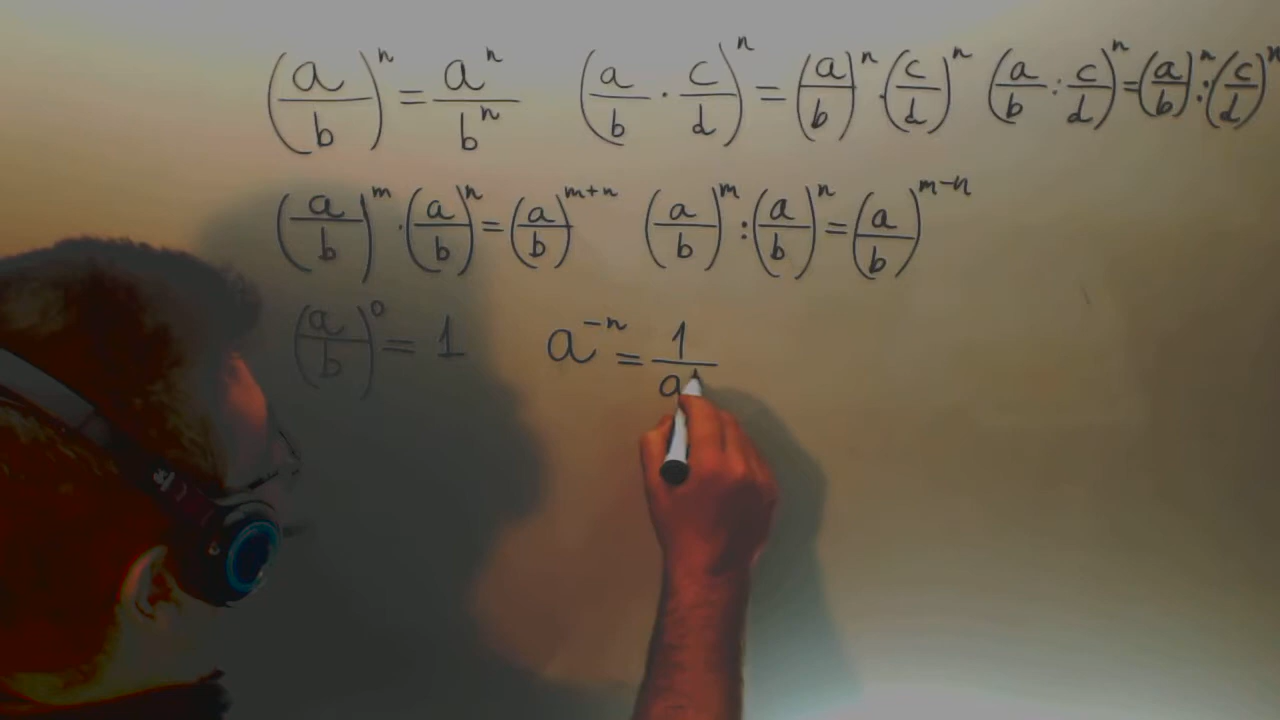 (a/b)^n = a^n/b^n (a/b · c/d)^n = (a/b)^n · (c/d)^n (a/b : c/d)^n = (a/b)^n : (c/d)^n
(a/b)^m · (a/b)^n = (a/b)^m+n (a/b)^m : (a/b)^n = (a/b)^m-n
(a/b)^0 = 1 a^-n = 1/a